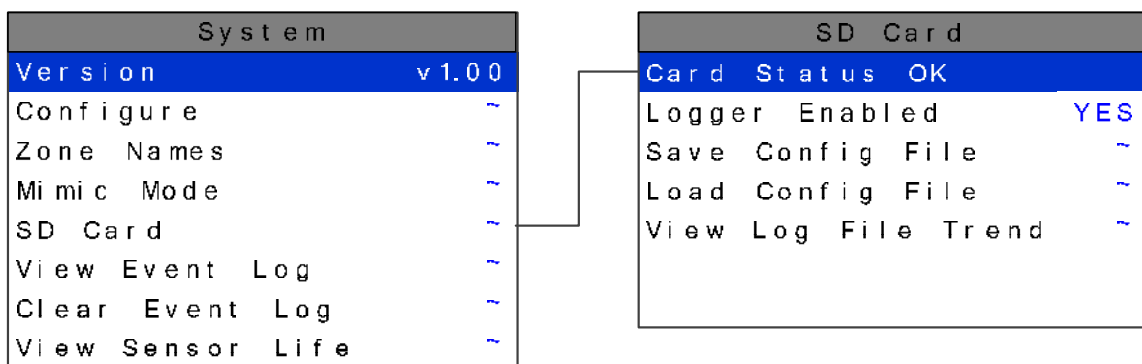 System
Version v1.00
Configure ~
Zone Names ~
Mimic Mode ~
SD Card ~
View Event Log ~
Clear Event Log ~
View Sensor Life ~
SD Card
Card Status OK
Logger Enabled YES
Save Config File ~
Load Config File ~
View Log File Trend ~